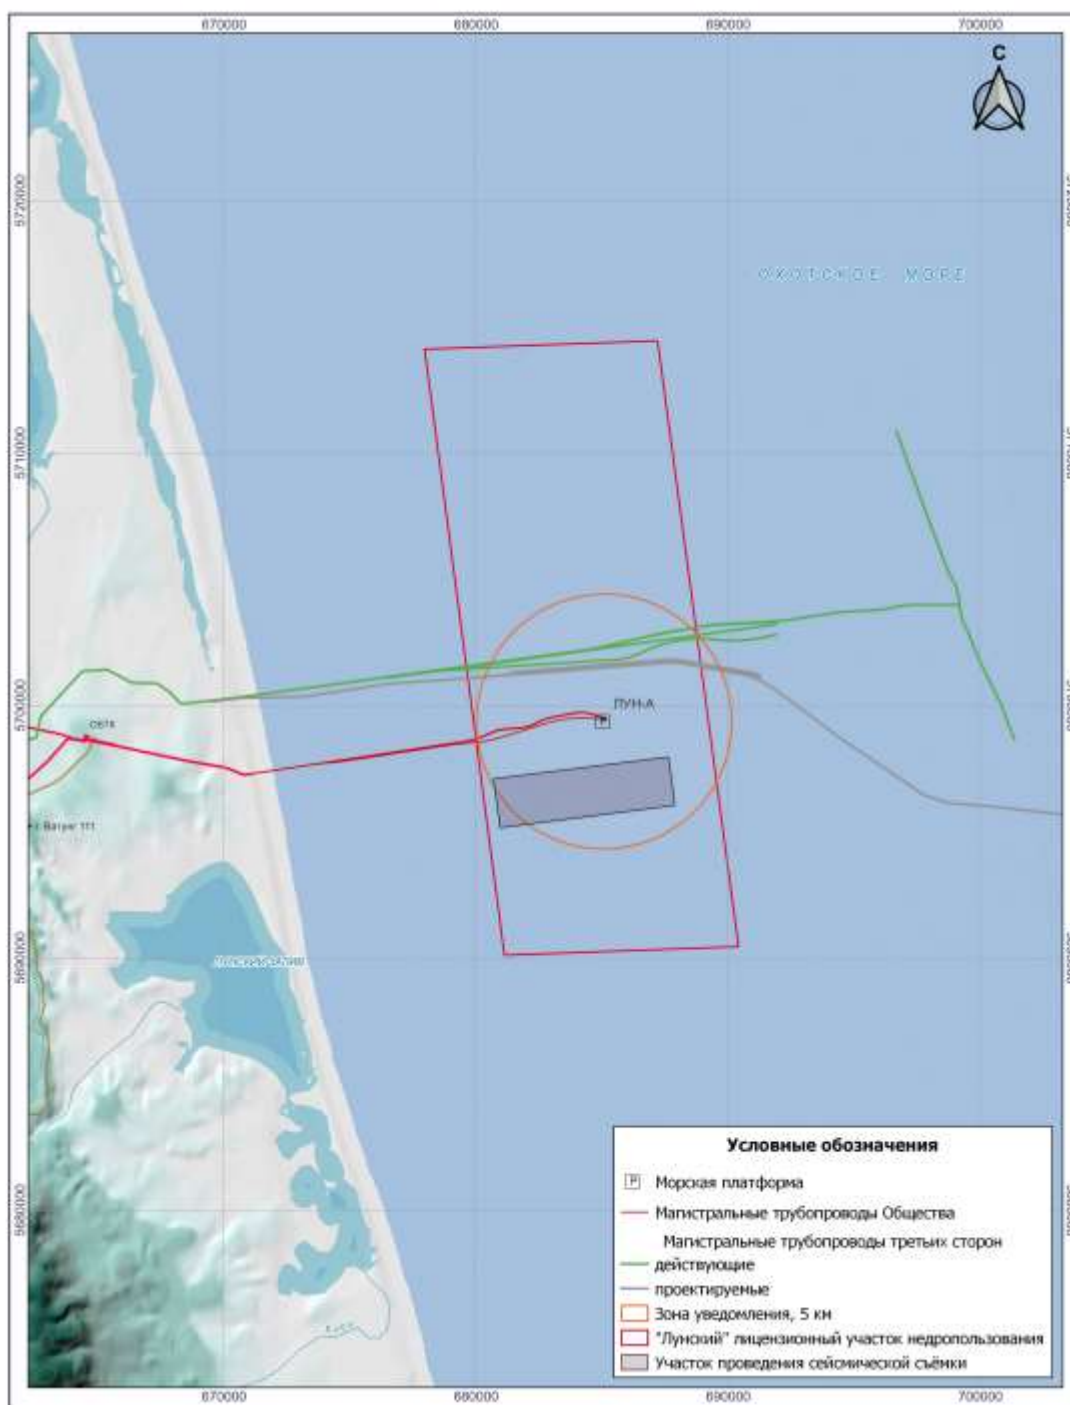 670000
680000
690000
700000
С
5720000
ОХОТСКОЕ МОРЕ
5710000
ЛУН-А
5700000
ОБТК
5690000
5680000
Условные обозначения
Морская платформа
Магистральные трубопроводы Общества
Магистральные трубопроводы третьих сторон
действующие
проектируемые
Зона уведомления, 5 км
"Лунский" лицензионный участок недропользования
Участок проведения сейсмической съёмки
670000
680000
690000
700000